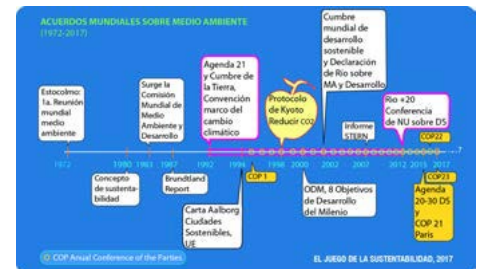 ACUERDOS MUNDIALES SOBRE MEDIO AMBIENTE
(1972-2017)
Estocolmo:
1a. Reunión
mundial
medio
ambiente
Surge la
Comisión
Mundial de
Medio
Ambiente y
Desarrollo
Agenda 21
y Cumbre de
la Tierra,
Convención
marco del
cambio
climático
Protocolo
de Kyoto
Reducir CO2
Cumbre
mundial de
desarrollo
sostenible
y Declaración
de Rio sobre
MA y Desarrollo
Informe
STERN
Rio +20
Conferencia
de NU sobre DS
COP22
1972
1980
1983
1987
1992
1994
1998
2000
2002
2007
2012
2015
2017
?
Concepto
de sustenta-
bilidad
Brundtland
Report
Carta Aalborg
Ciudades
Sostenibles,
UE
COP 1
ODM, 8 Objetivos
de Desarrollo
del Milenio
COP23
Agenda
20-30 DS
y
COP 21
Paris
COP Anual Conference of the Parties
EL JUEGO DE LA SUSTENTABILIDAD, 2017